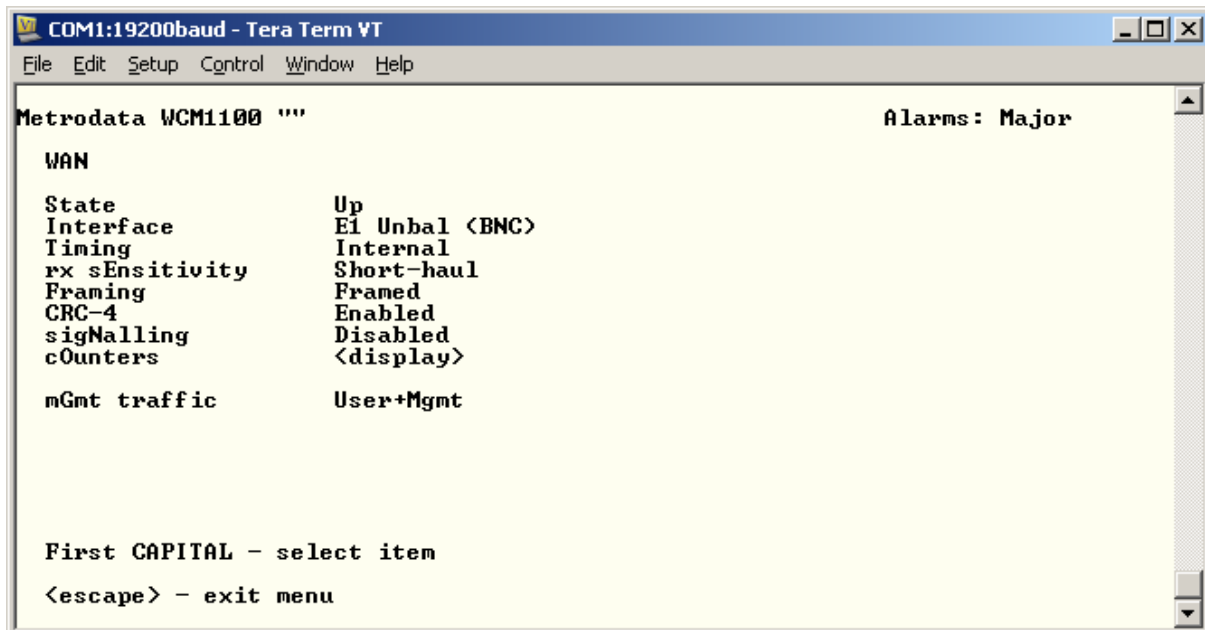 COM1:19200baud - Tera Term VT
File Edit Setup Control Window Help
Metrodata WCM1100 "" Alarms: Major
WAN
State Up
Interface E1 Unbal (BNC)
Timing Internal
rx sEnsitivity Short-haul
Framing Framed
CRC-4 Enabled
sigNalling Disabled
cOunters <display>
mGmt traffic User+Mgmt
First CAPITAL - select item
<escape> - exit menu